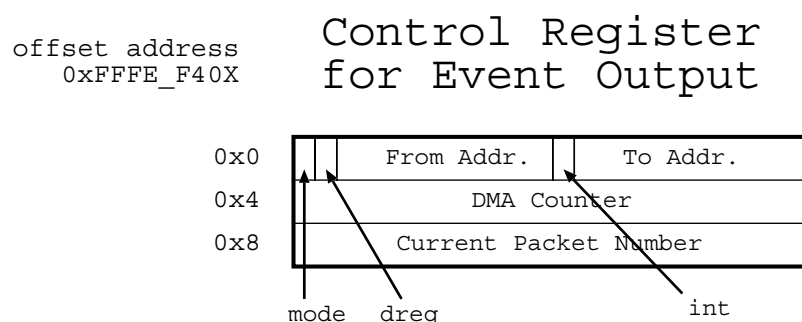 Control Register
for Event Output
offset address
0xFFFE_F40X
0x0 From Addr. To Addr.
0x4 DMA Counter
0x8 Current Packet Number
mode dreq int